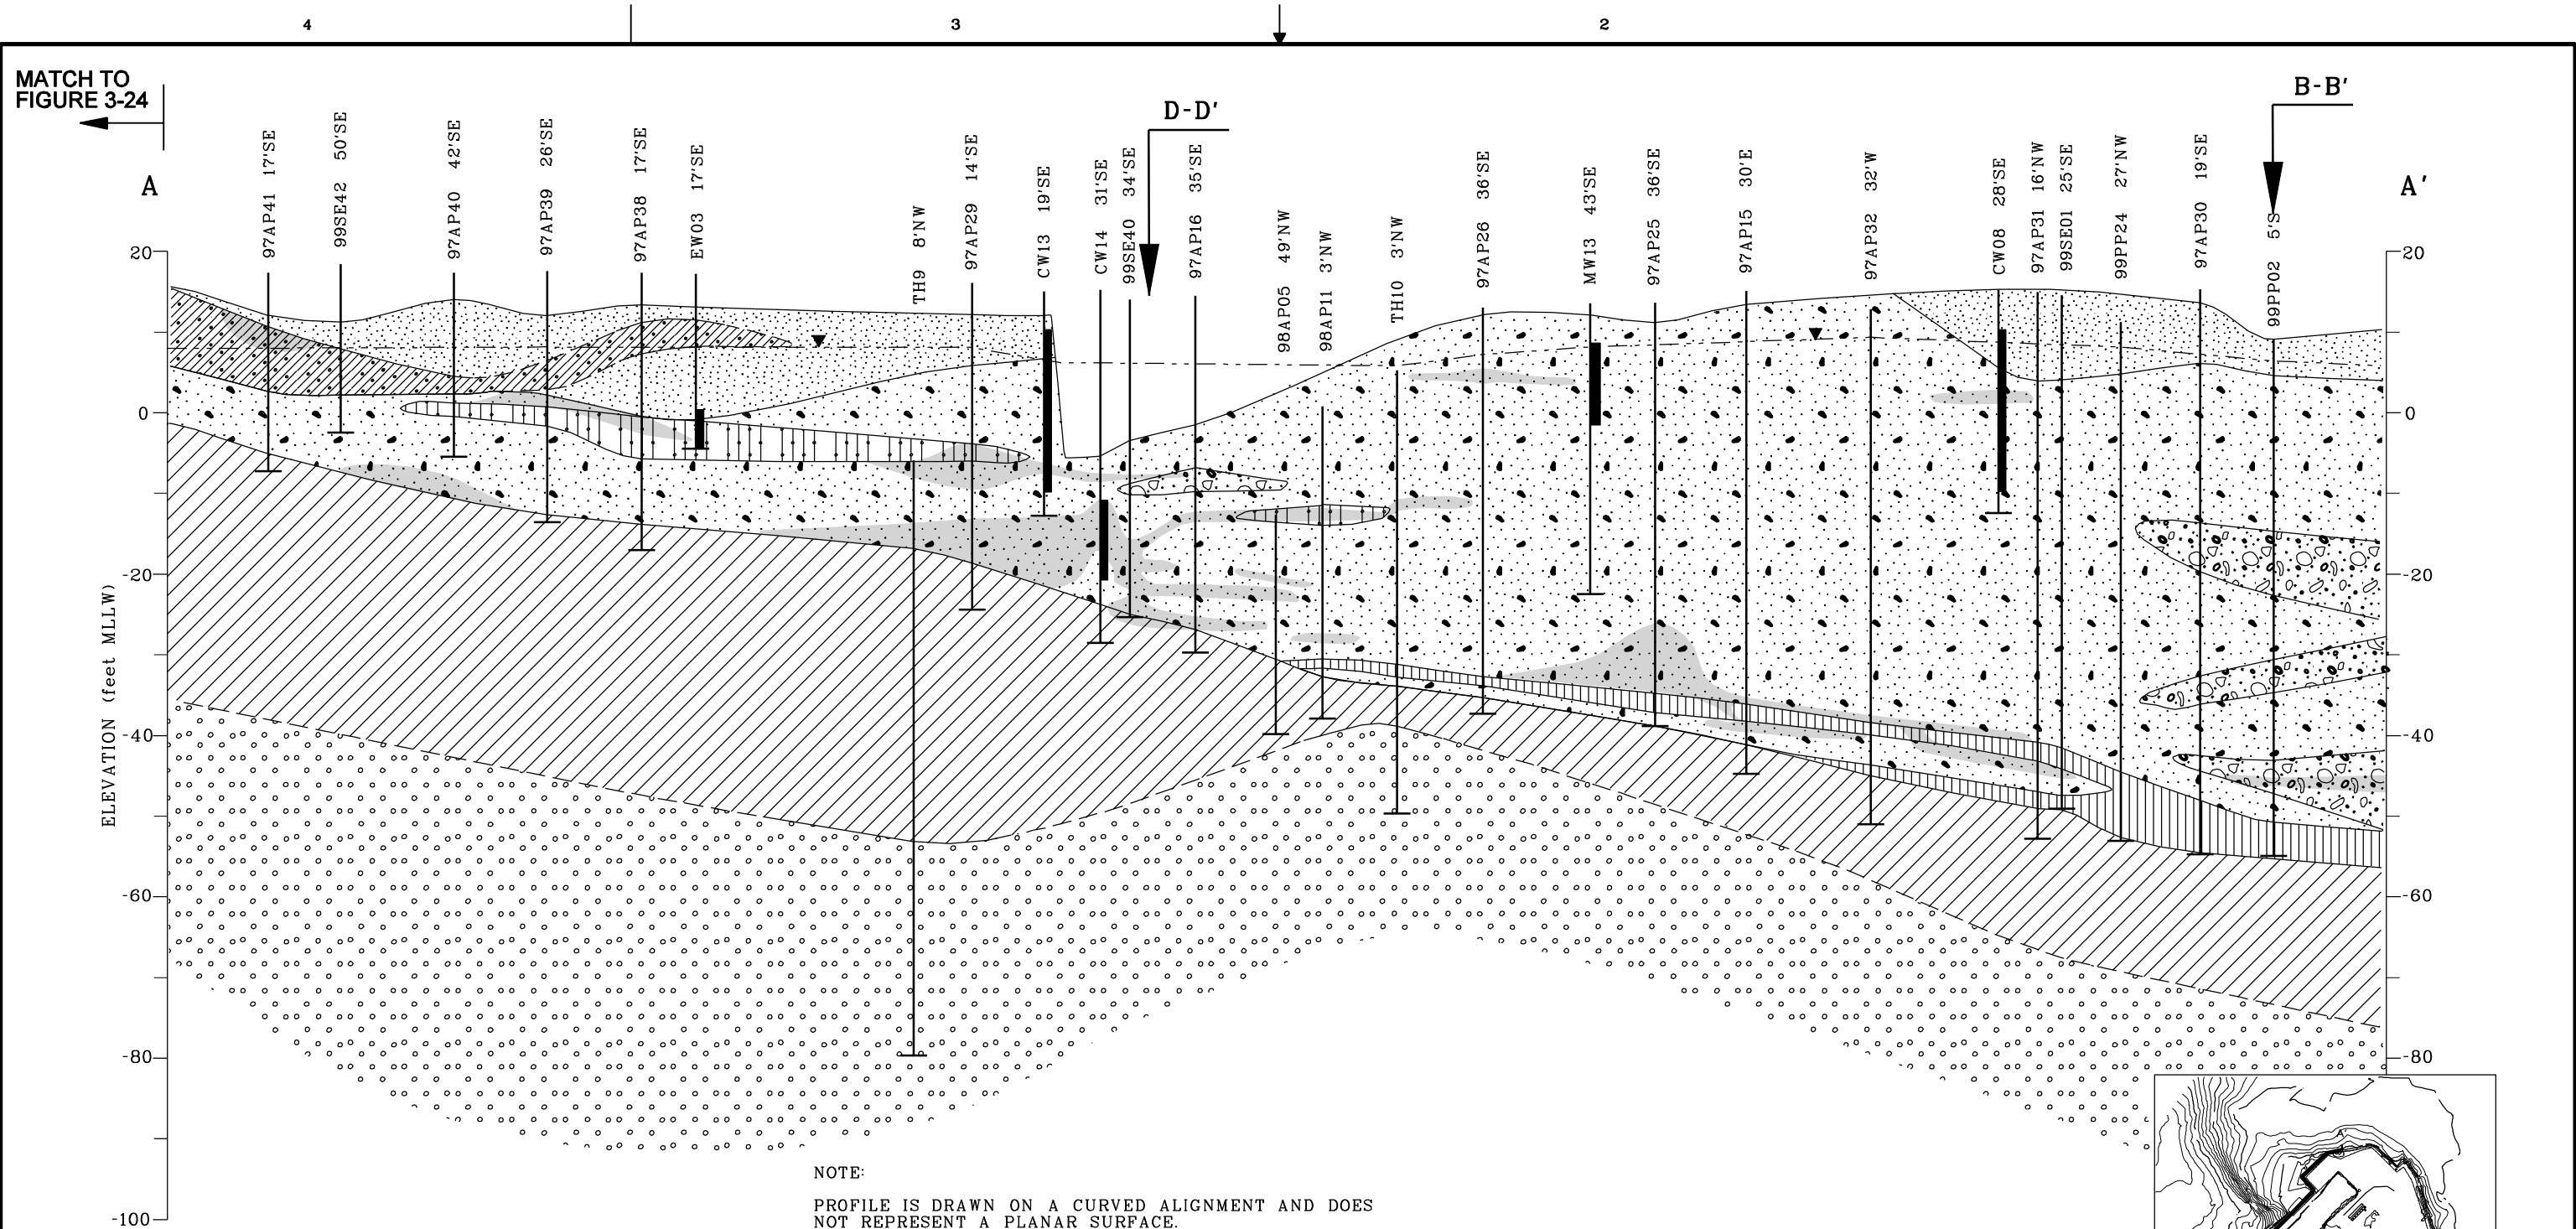 4
3
2
MATCH TO
FIGURE 3-24
D-D'
B-B'
A
A'
97AP41 17'SE
99SE42 50'SE
97AP40 42'SE
97AP39 26'SE
97AP38 17'SE
EW03 17'SE
TH9 8'NW
97AP29 14'SE
CW13 19'SE
CW14 31'SE
99SE40 34'SE
97AP16 35'SE
98AP05 49'NW
98AP11 3'NW
TH10 3'NW
97AP26 36'SE
MW13 43'SE
97AP25 36'SE
97AP15 30'E
97AP32 32'W
CW08 28'SE
97AP31 16'NW
99SE01 25'SE
99PP24 27'NW
97AP30 19'SE
99PP02 5'S
20
0
-20
-40
-60
-80
-100
ELEVATION (feet MLLW)
20
0
-20
-40
-60
-80
NOTE:
PROFILE IS DRAWN ON A CURVED ALIGNMENT AND DOES
NOT REPRESENT A PLANAR SURFACE.